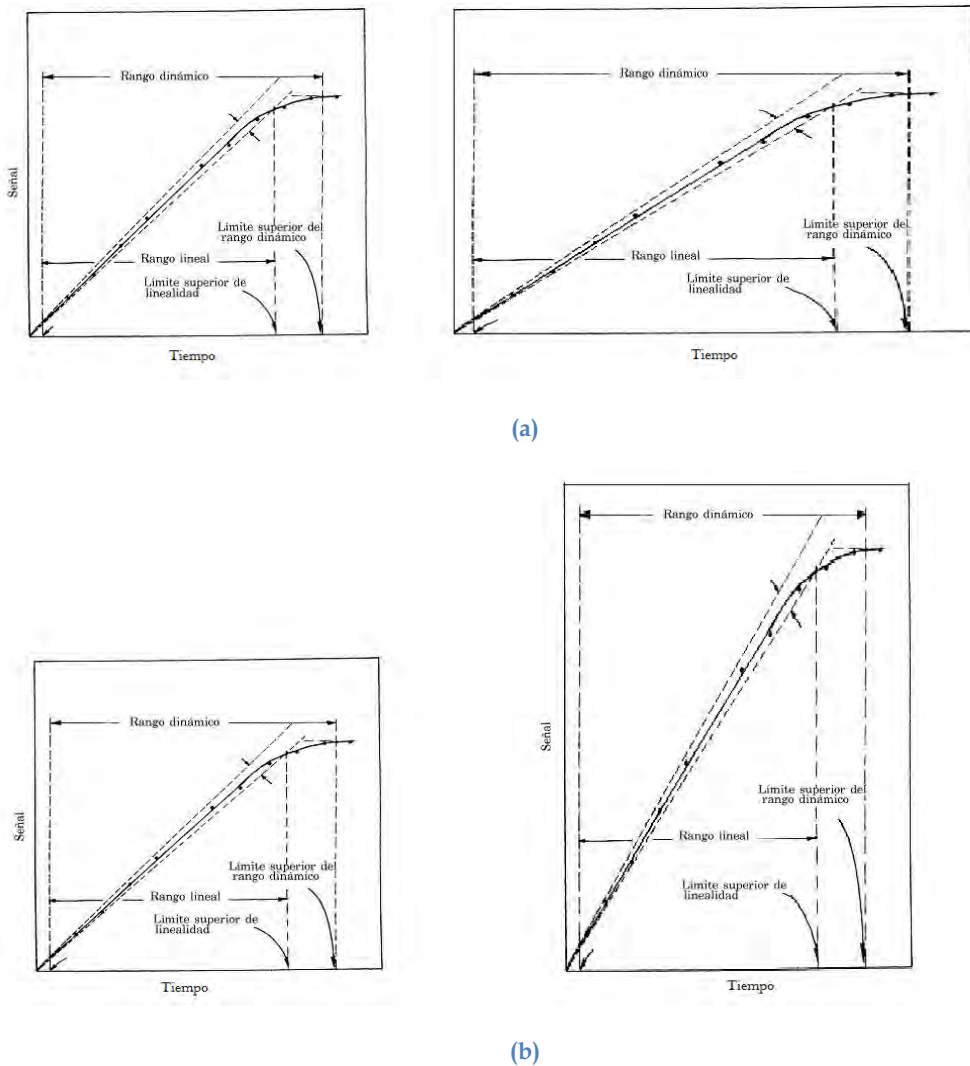 Rango dinámico
Señal
Límite superior del
rango dinámico
Rango lineal
Límite superior de
linealidad
Tiempo
Rango dinámico
Límite superior del
rango dinámico
Rango lineal
Límite superior de
linealidad
Tiempo
(a)
Rango dinámico
Señal
Límite superior del
rango dinámico
Rango lineal
Límite superior de
linealidad
Tiempo
Rango dinámico
Señal
Límite superior del
rango dinámico
Rango lineal
Límite superior de
linealidad
Tiempo
(b)